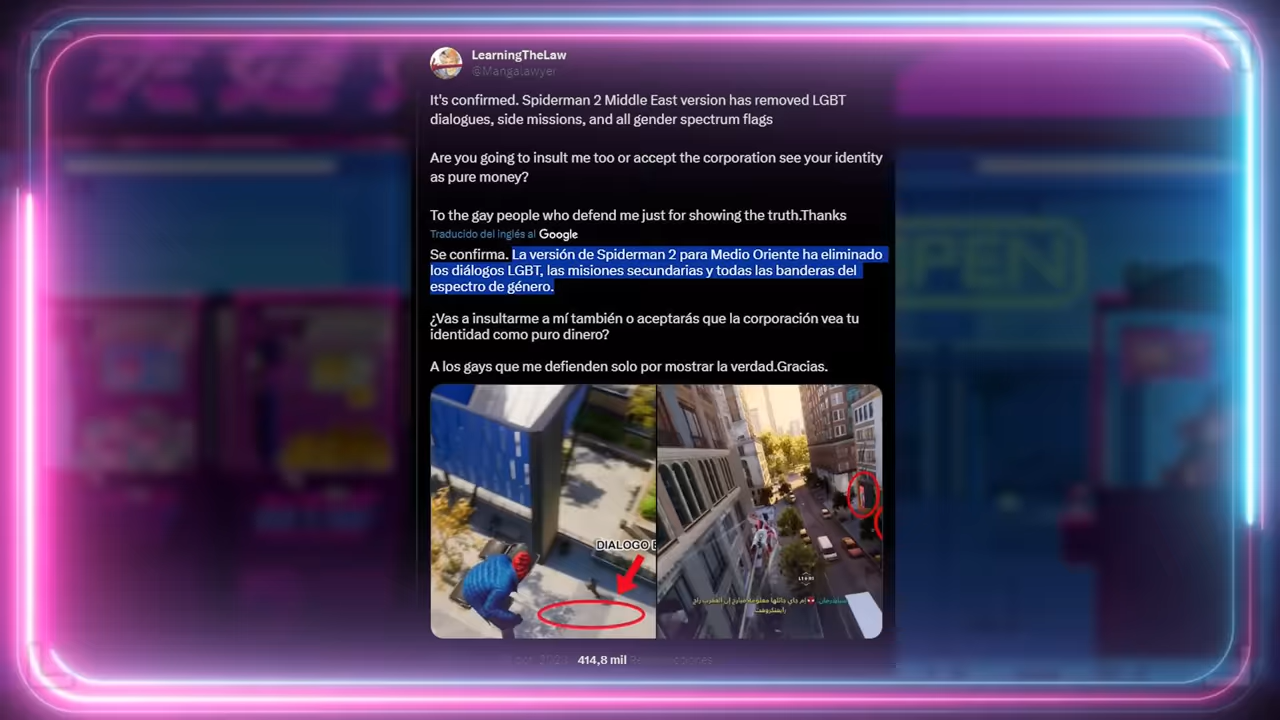 LearningTheLaw
@Mangalawyer
It's confirmed. Spiderman 2 Middle East version has removed LGBT
dialogues, side missions, and all gender spectrum flags
Are you going to insult me too or accept the corporation see your identity
as pure money?
To the gay people who defend me just for showing the truth.Thanks
Traducido del inglés al Google
Se confirma. La versión de Spiderman 2 para Medio Oriente ha eliminado
los diálogos LGBT, las misiones secundarias y todas las banderas del
espectro de género.
¿Vas a insultarme a mí también o aceptarás que la corporación vea tu
identidad como puro dinero?
A los gays que me defienden solo por mostrar la verdad.Gracias.
OPEN
DIALOGO
L1+R1
414,8 mil